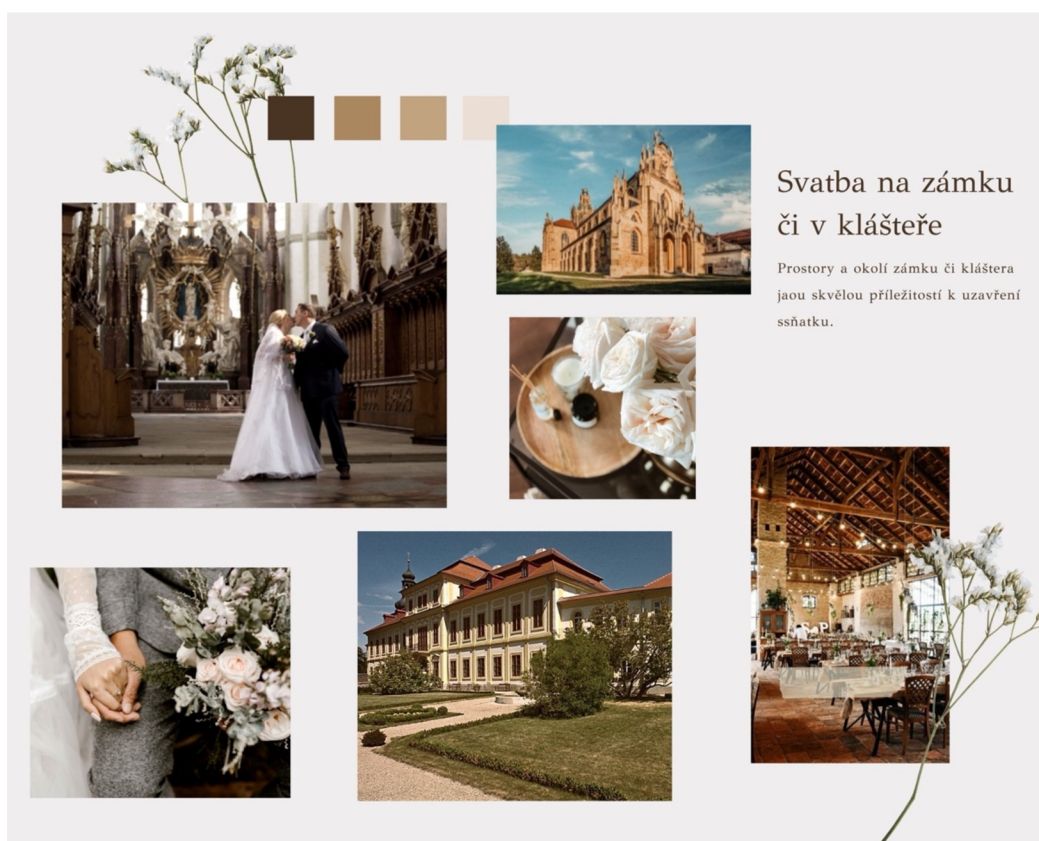 Svatba na zámku
či v klášteře
Prostory a okolí zámku či kláštera
jaou skvělou příležitostí k uzavření
ssňatku.